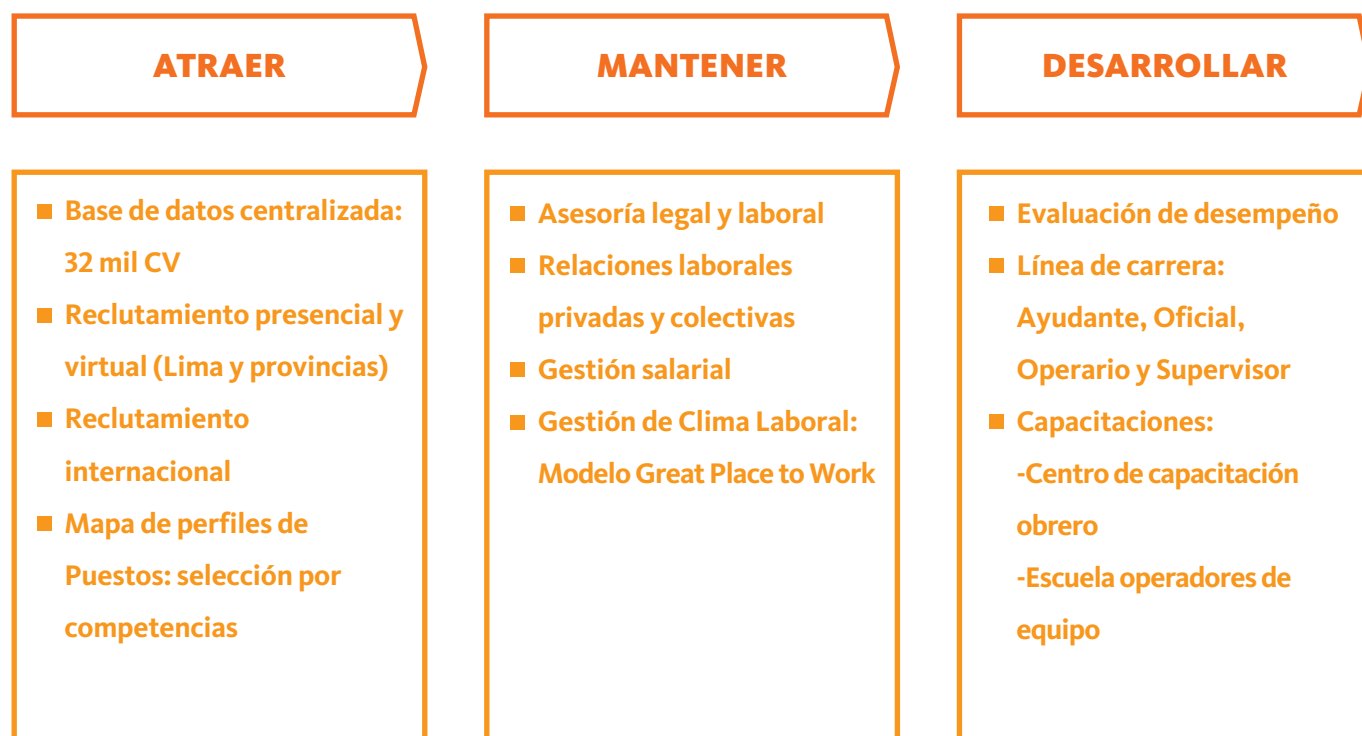 ATRAER
Base de datos centralizada:
32 mil CV
Reclutamiento presencial y
virtual (Lima y provincias)
Reclutamiento
internacional
Mapa de perfiles de
Puestos: selección por
competencias
MANTENER
Asesoría legal y laboral
Relaciones laborales
privadas y colectivas
Gestión salarial
Gestión de Clima Laboral:
Modelo Great Place to Work
DESARROLLAR
Evaluación de desempeño
Línea de carrera:
Ayudante, Oficial,
Operario y Supervisor
Capacitaciones:
-Centro de capacitación
obrero
-Escuela operadores de
equipo